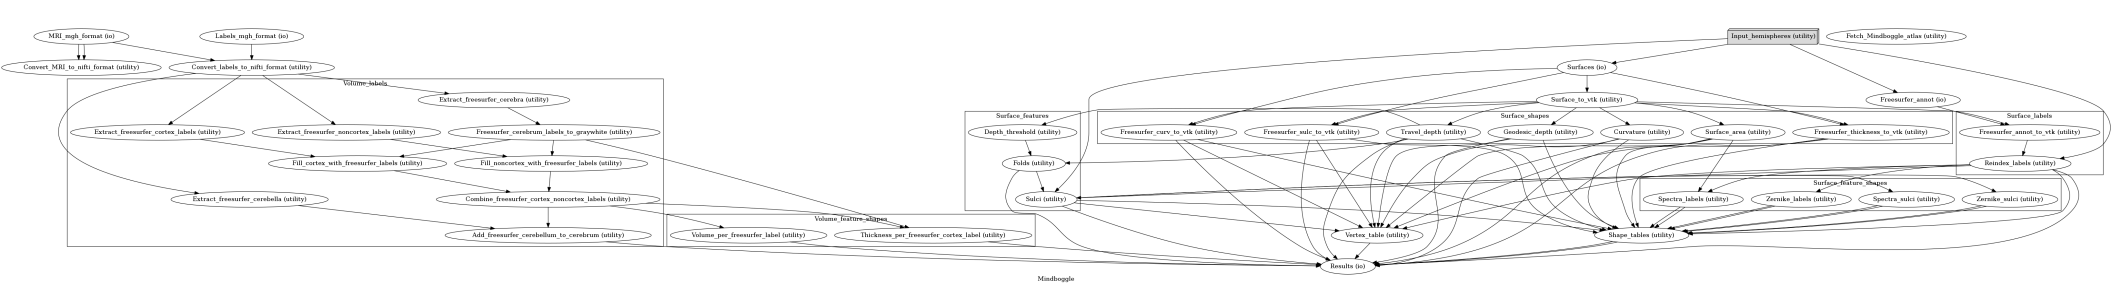 MRI_mgh_format (io)
Labels_mgh_format (io)
Input_hemispheres (utility)
Fetch_Mindboggle_atlas (utility)
Convert_MRI_to_nifti_format (utility)
Convert_labels_to_nifti_format (utility)
Surfaces (io)
Volume_labels
Extract_freesurfer_cerebra (utility)
Surface_to_vtk (utility)
Freesurfer_annot (io)
Surface_features
Surface_shapes
Surface_labels
Extract_freesurfer_cortex_labels (utility)
Extract_freesurfer_noncortex_labels (utility)
Freesurfer_cerebrum_labels_to_graywhite (utility)
Depth_threshold (utility)
Freesurfer_curv_to_vtk (utility)
Freesurfer_sulc_to_vtk (utility)
Travel_depth (utility)
Geodesic_depth (utility)
Curvature (utility)
Surface_area (utility)
Freesurfer_thickness_to_vtk (utility)
Freesurfer_annot_to_vtk (utility)
Fill_cortex_with_freesurfer_labels (utility)
Fill_noncortex_with_freesurfer_labels (utility)
Folds (utility)
Reindex_labels (utility)
Surface_feature_shapes
Extract_freesurfer_cerebella (utility)
Combine_freesurfer_cortex_noncortex_labels (utility)
Sulci (utility)
Spectra_labels (utility)
Zernike_labels (utility)
Spectra_sulci (utility)
Zernike_sulci (utility)
Volume_feature_shapes
Add_freesurfer_cerebellum_to_cerebrum (utility)
Volume_per_freesurfer_label (utility)
Thickness_per_freesurfer_cortex_label (utility)
Vertex_table (utility)
Shape_tables (utility)
Results (io)
Mindboggle